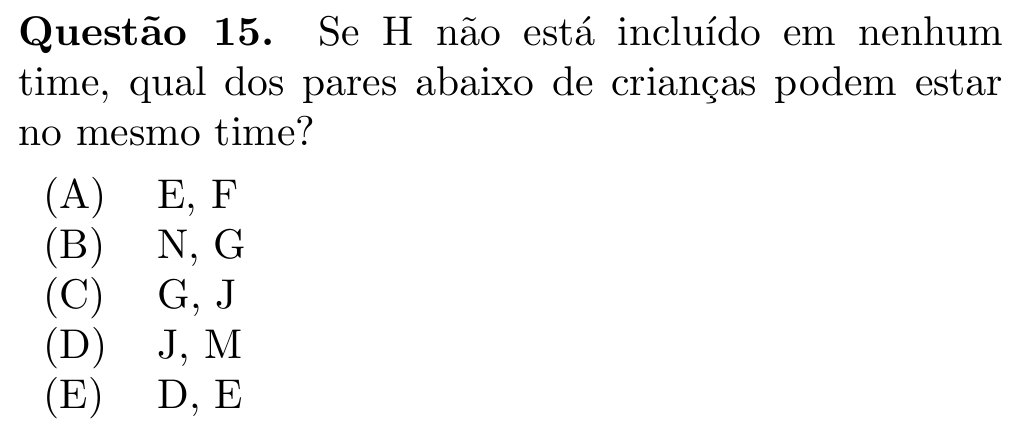 Questão 15. Se H não está incluído em nenhum
time, qual dos pares abaixo de crianças podem estar
no mesmo time?
(A) E, F
(B) N, G
(C) G, J
(D) J, M
(E) D, E